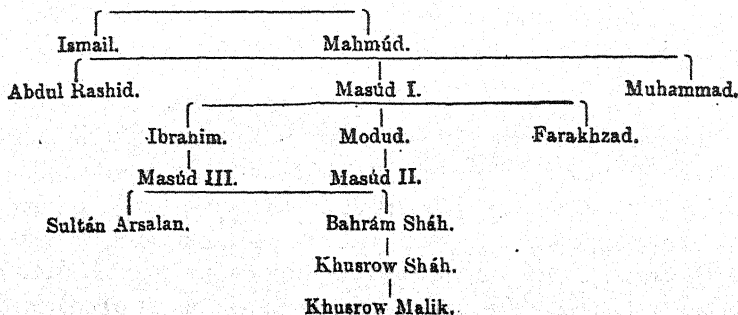 Ismail. Mahmúd.
Abdul Rashid. Masúd I. Muhammad.
Ibrahim. Modud. Farakhzad.
Masúd III. Masúd II.
Sultán Arsalan. Bahrám Sháh.
Khusrow Sháh.
Khusrow Malik.